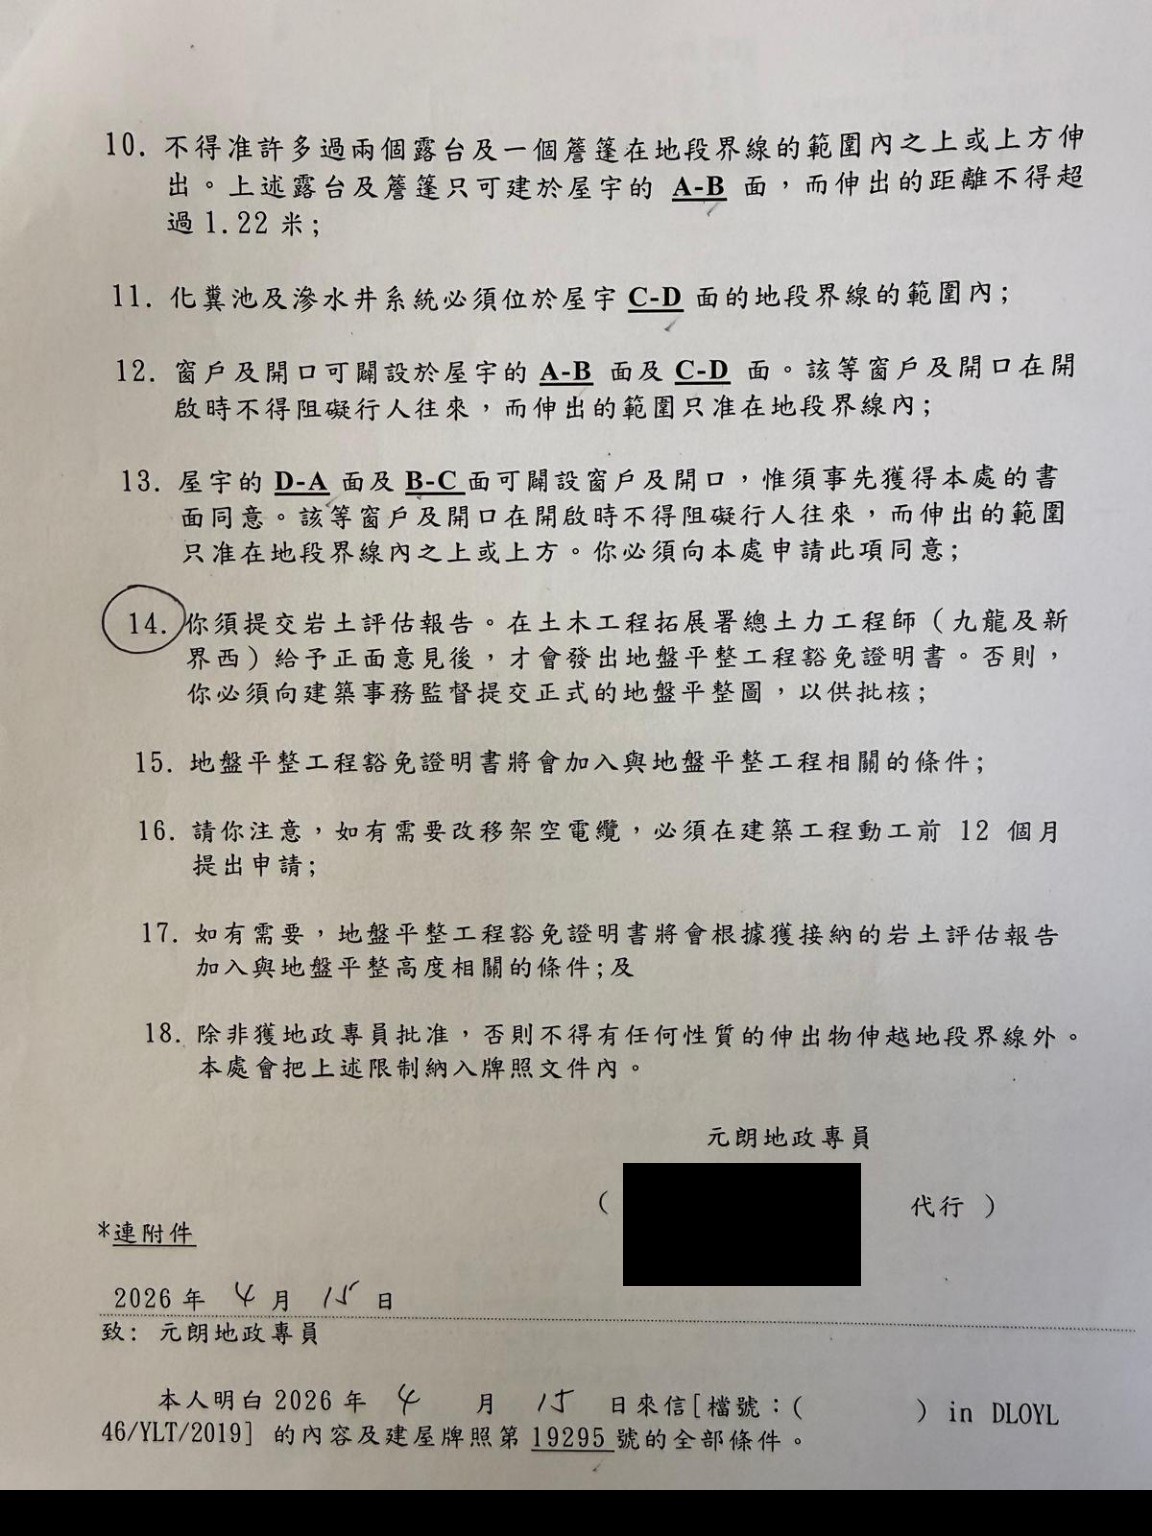 10. 不得准許多過兩個露台及一個簷篷在地段界線的範圍內之上或上方伸
出。上述露台及簷篷只可建於屋宇的 A-B 面，而伸出的距離不得超
過 1.22 米；
11. 化糞池及滲水井系統必須位於屋宇 C-D 面的地段界線的範圍內；
12. 窗戶及開口可闢設於屋宇的 A-B 面及 C-D 面。該等窗戶及開口在開
啟時不得阻礙行人往來，而伸出的範圍只准在地段界線內；
13. 屋宇的 D-A 面及 B-C 面可闢設窗戶及開口，惟須事先獲得本處的書
面同意。該等窗戶及開口在開啟時不得阻礙行人往來，而伸出的範圍
只准在地段界線內之上或上方。你必須向本處申請此項同意；
14. 你須提交岩土評估報告。在土木工程拓展署總土力工程師（九龍及新
界西）給予正面意見後，才會發出地盤平整工程豁免證明書。否則，
你必須向建築事務監督提交正式的地盤平整圖，以供批核；
15. 地盤平整工程豁免證明書將會加入與地盤平整工程相關的條件；
16. 請你注意，如有需要改移架空電纜，必須在建築工程動工前 12 個月
提出申請；
17. 如有需要，地盤平整工程豁免證明書將會根據獲接納的岩土評估報告
加入與地盤平整高度相關的條件；及
18. 除非獲地政專員批准，否則不得有任何性質的伸出物伸越地段界線外。
本處會把上述限制納入牌照文件內。
元朗地政專員
（ 代行 ）
*連附件
2026 年 4 月 15 日
致： 元朗地政專員
本人明白 2026 年 4 月 15 日來信[檔號：( ) in DLOYL
46/YLT/2019] 的內容及建屋牌照第 19295 號的全部條件。